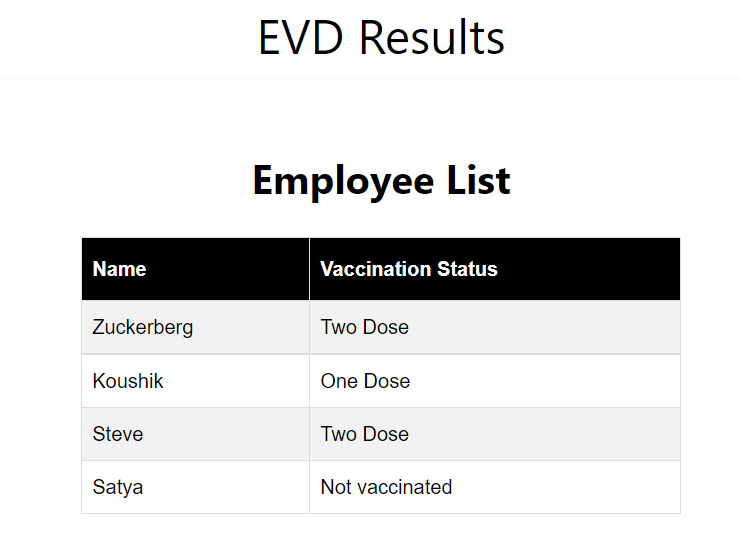 EVD Results
Employee List
Name Vaccination Status
Zuckerberg Two Dose
Koushik One Dose
Steve Two Dose
Satya Not vaccinated